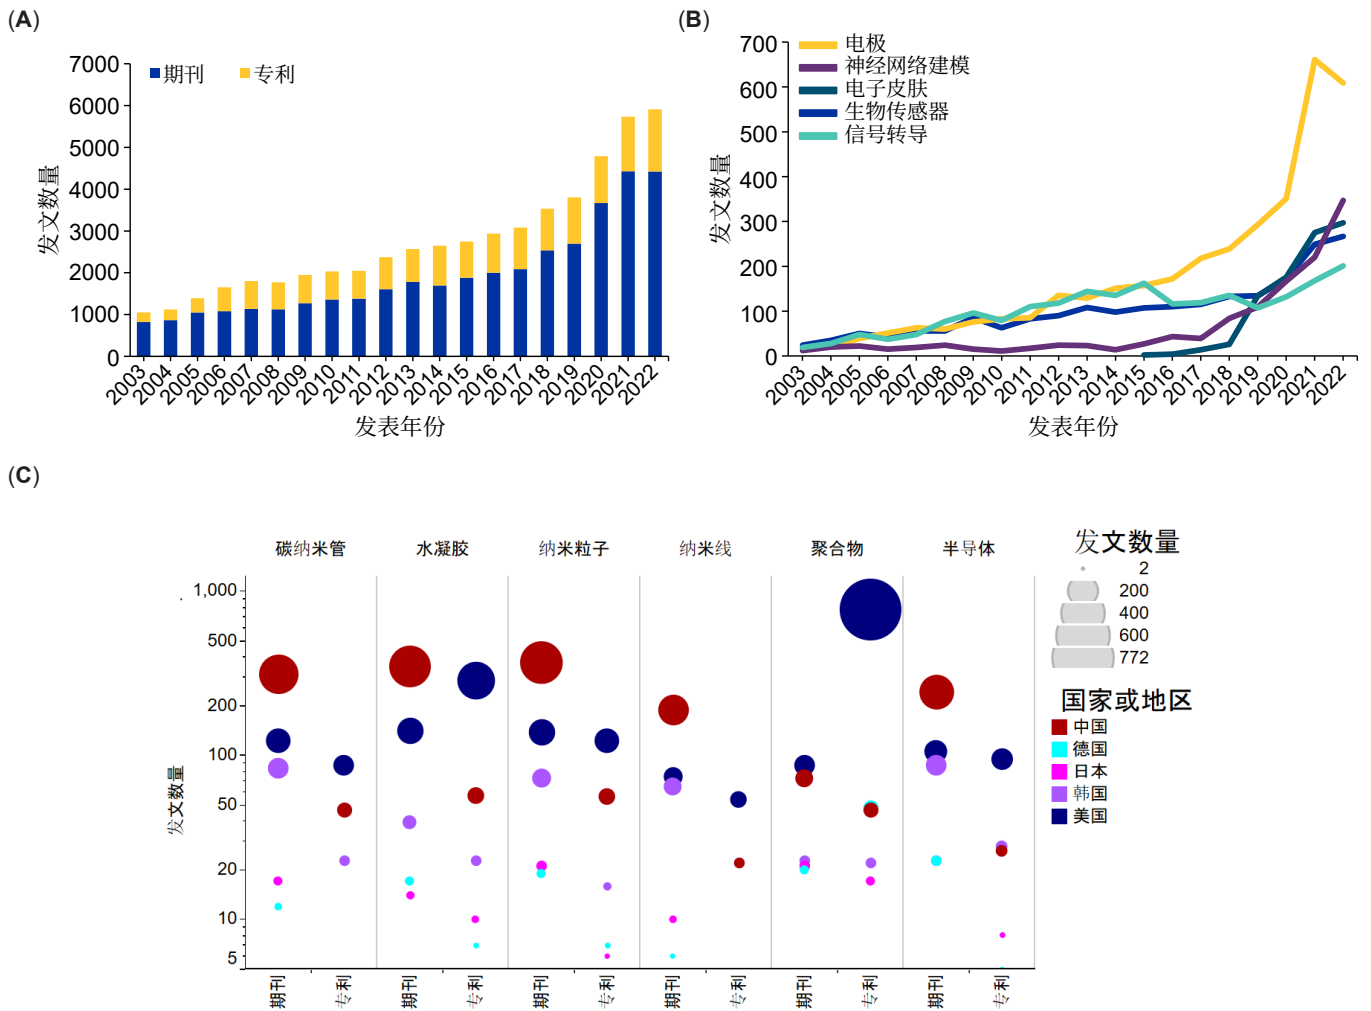 (A)
7000
6000
5000
4000
3000
2000
1000
0
期刊
专利
发文数量
2003 2004 2005 2006 2007 2008 2009 2010 2011 2012 2013 2014 2015 2016 2017 2018 2019 2020 2021 2022
发表年份
(B)
700
600
500
400
300
200
100
0
电极
神经网络建模
电子皮肤
生物传感器
信号转导
发文数量
2003 2004 2005 2006 2007 2008 2009 2010 2011 2012 2013 2014 2015 2016 2017 2018 2019 2020 2021 2022
发表年份
(C)
碳纳米管 水凝胶 纳米粒子 纳米线 聚合物 半导体
1,000
500
200
100
50
20
10
5
发文数量
期刊 专利 期刊 专利 期刊 专利 期刊 专利 期刊 专利 期刊 专利
发文数量
2
200
400
600
772
国家或地区
中国
德国
日本
韩国
美国